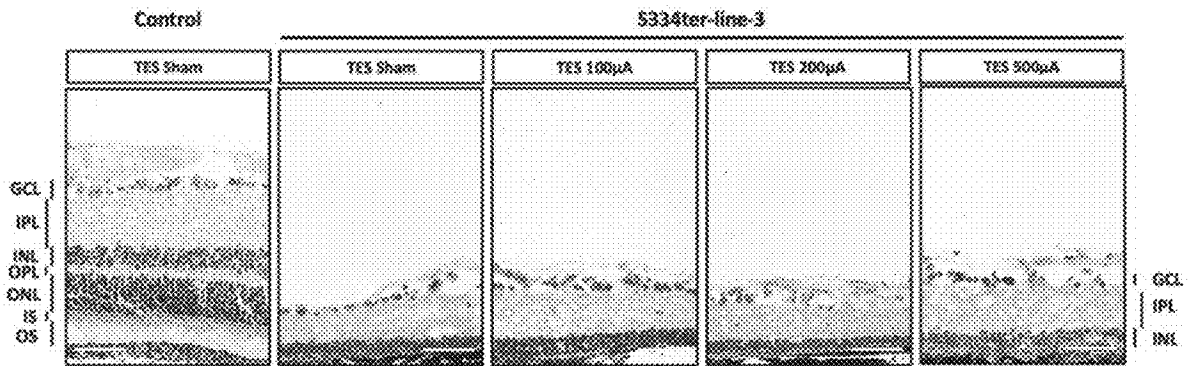 Control
S334ter-line-3
TES Sham
TES Sham
TES 100µA
TES 200µA
TES 500µA
GCL
IPL
INL
OPL
ONL
IS
OS
GCL
IPL
INL